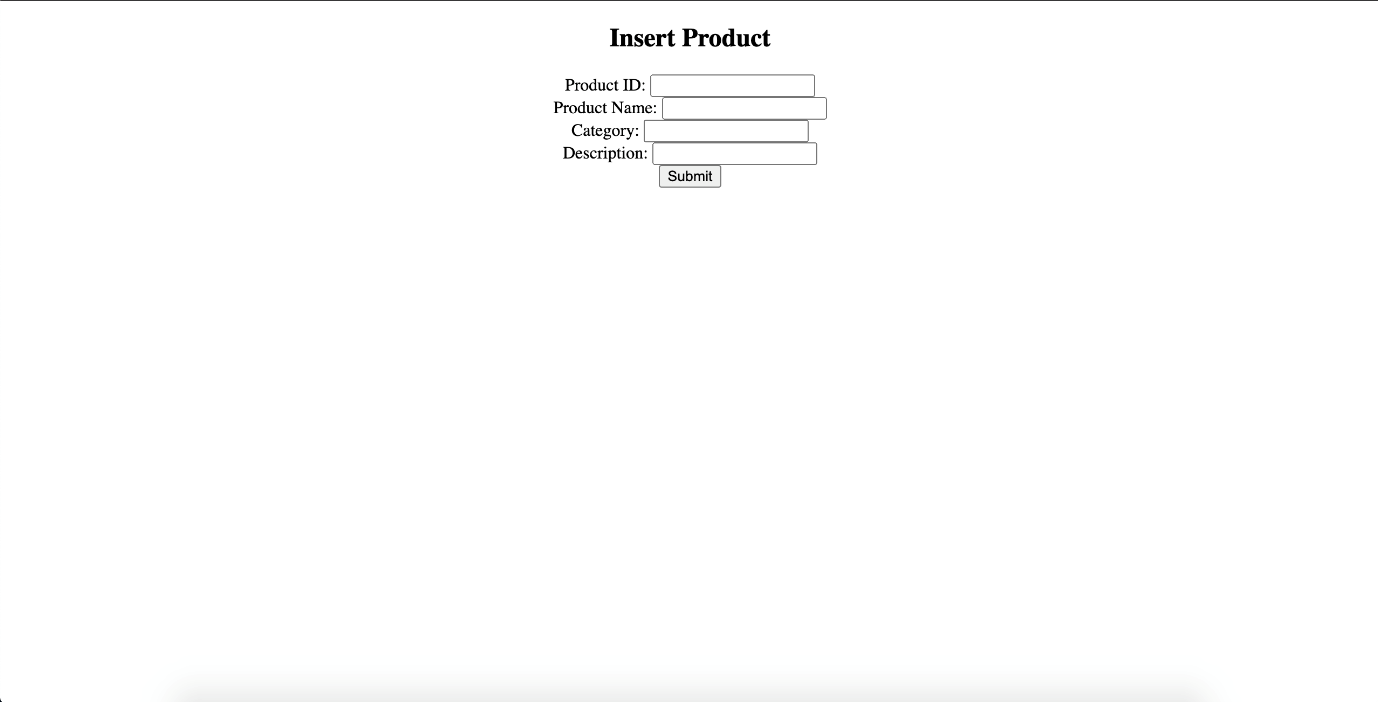 Insert Product
Product ID:
Product Name:
Category:
Description:
Submit